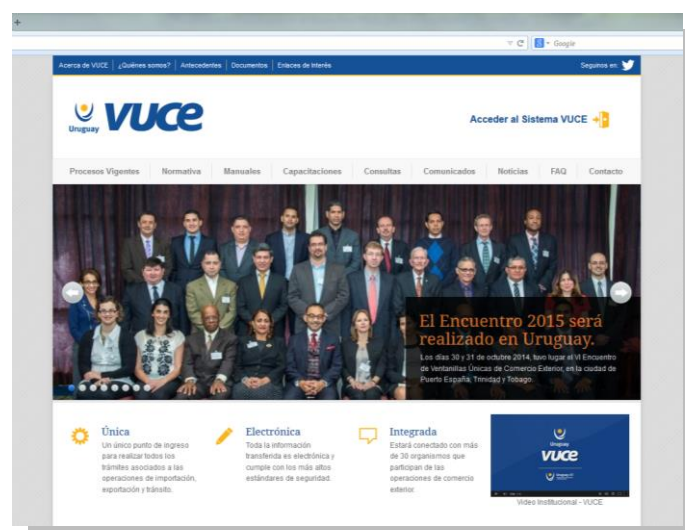 +
Google
Acerca de VUCE | ¿Quiénes somos? | Antecedentes | Documentos | Enlaces de Interés
Seguinos en:
Uruguay
vuce
Acceder al Sistema VUCE
Procesos Vigentes | Normativa | Manuales | Capacitaciones | Consultas | Comunicados | Noticias | FAQ | Contacto
El Encuentro 2015 será
realizado en Uruguay.
Los días 30 y 31 de octubre 2014, tuvo lugar el VI Encuentro
de Ventanillas Únicas de Comercio Exterior, en la ciudad de
Puerto España, Trinidad y Tobago.
Única
Un único punto de ingreso
para realizar todos los
trámites asociados a las
operaciones de importación,
exportación y tránsito.
Electrónica
Toda la información
transferida es electrónica y
cumple con los más altos
estándares de seguridad.
Integrada
Estará conectado con más
de 30 organismos que
participan de las
operaciones de comercio
exterior.
Uruguay
vuce
Video Institucional - VUCE